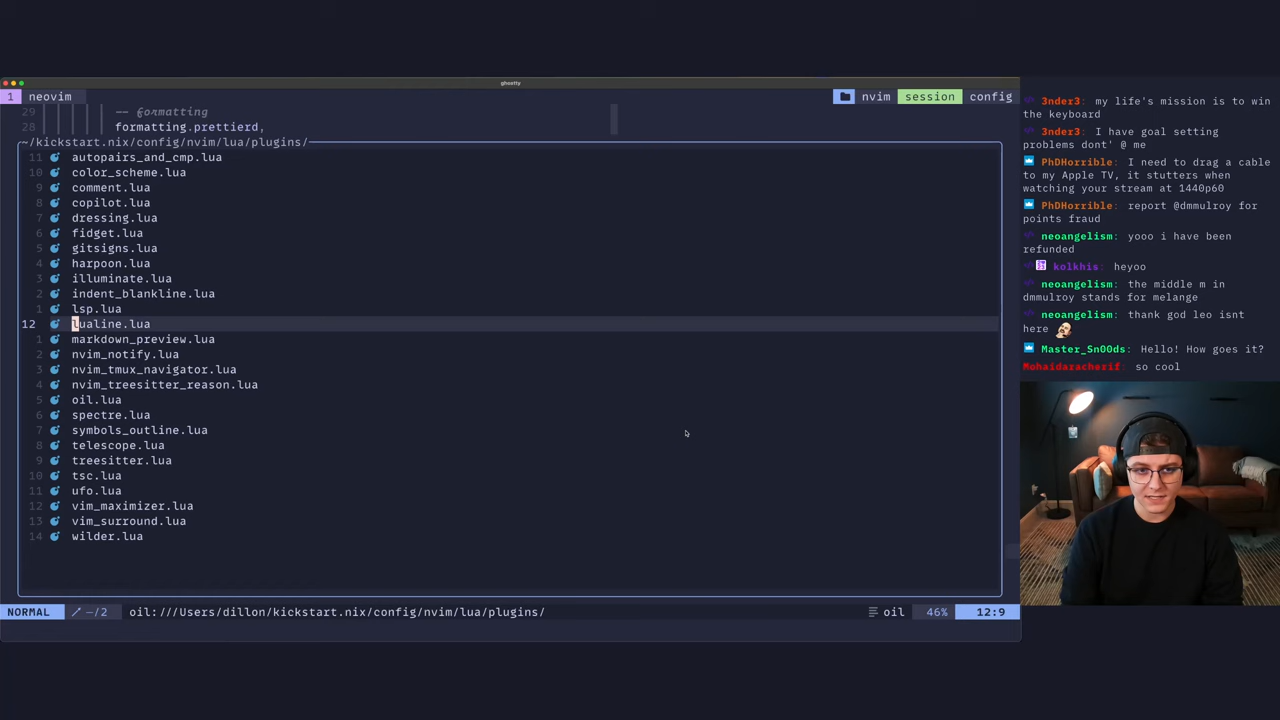 ghostty
1 neovim
nvim session config
29 -- formatting
28 formatting.prettierd,
~/kickstart.nix/config/nvim/lua/plugins/
11 autopairs_and_cmp.lua
10 color_scheme.lua
9 comment.lua
8 copilot.lua
7 dressing.lua
6 fidget.lua
5 gitsigns.lua
4 harpoon.lua
3 illuminate.lua
2 indent_blankline.lua
1 lsp.lua
12 lualine.lua
1 markdown_preview.lua
2 nvim_notify.lua
3 nvim_tmux_navigator.lua
4 nvim_treesitter_reason.lua
5 oil.lua
6 spectre.lua
7 symbols_outline.lua
8 telescope.lua
9 treesitter.lua
10 tsc.lua
11 ufo.lua
12 vim_maximizer.lua
13 vim_surround.lua
14 wilder.lua
NORMAL –/2 oil:///Users/dillon/kickstart.nix/config/nvim/lua/plugins/ oil 46% 12:9
3nder3: my life's mission is to win
the keyboard
3nder3: I have goal setting
problems dont' @ me
PhDHorrible: I need to drag a cable
to my Apple TV, it stutters when
watching your stream at 1440p60
PhDHorrible: report @dmmulroy for
points fraud
neoangelism: yooo i have been
refunded
kolkhis: heyoo
neoangelism: the middle m in
dmmulroy stands for melange
neoangelism: thank god leo isnt
here
Master_Sn00ds: Hello! How goes it?
Mohaidaracherif: so cool